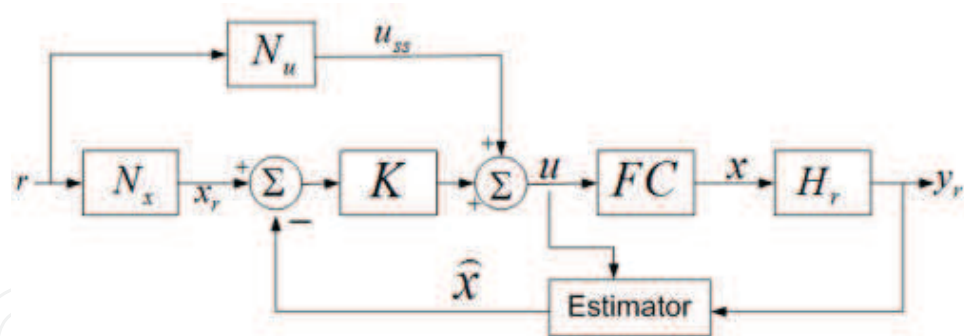 N_u
u_ss
+
r
N_x
x_r
+
Σ
−
K
+
Σ
u
FC
x
H_r
y_r
x̂
Estimator